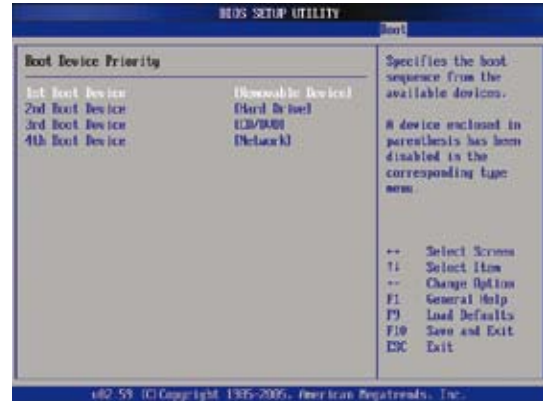 BIOS SETUP UTILITY
Boot
Boot Device Priority
1st Boot Device [Removable Device]
2nd Boot Device [Hard Drive]
3rd Boot Device [CD/DVD]
4th Boot Device [Network]
Specifies the boot
sequence from the
available devices.
A device enclosed in
parenthesis has been
disabled in the
corresponding type
menu.
↔ Select Screen
↑↓ Select Item
+- Change Option
F1 General Help
F9 Load Defaults
F10 Save and Exit
ESC Exit
v02.59 (C)Copyright 1985-2005, American Megatrends, Inc.